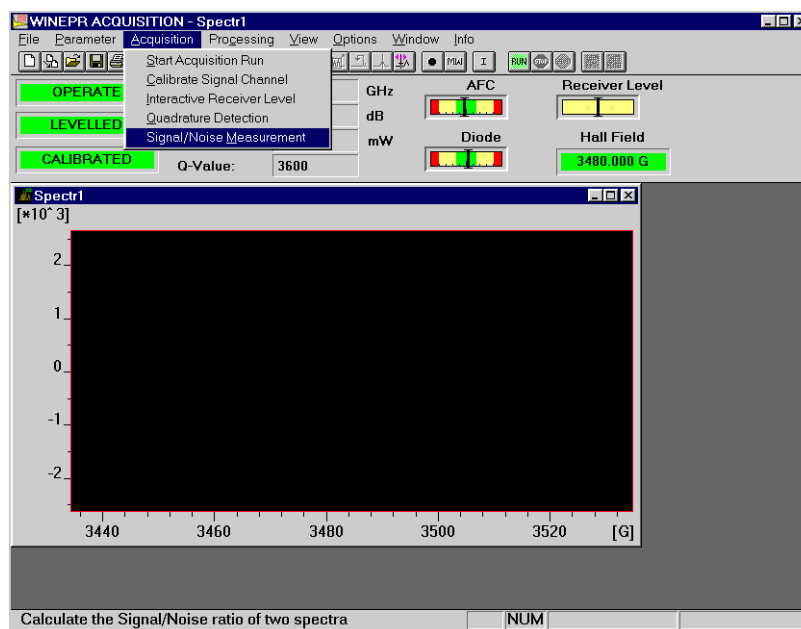 WINEPR ACQUISITION - Spectr1
File Parameter Acquisition Processing View Options Window Info
MW I RUN STOP
Start Acquisition Run
Calibrate Signal Channel
Interactive Receiver Level
Quadrature Detection
Signal/Noise Measurement
OPERATE
LEVELLED
CALIBRATED
GHz
dB
mW
Q-Value: 3600
AFC
Receiver Level
Diode
Hall Field
3480.000 G
Spectr1
[*10^ 3]
2
1
0
-1
-2
3440 3460 3480 3500 3520 [G]
Calculate the Signal/Noise ratio of two spectra NUM